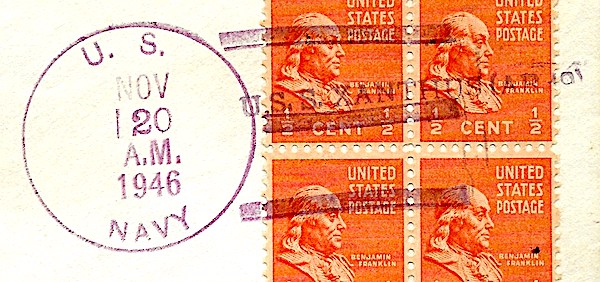 U. S.
NOV
20
A.M.
1946
NAVY
U.S.S. XANTHUS
UNITED
STATES
POSTAGE
BENJAMIN
FRANKLIN
1/2 CENT 1/2
UNITED
STATES
POSTAGE
BENJAMIN
FRANKLIN
1/2 CENT 1/2
UNITED
STATES
POSTAGE
BENJAMIN
FRANKLIN
UNITED
STATES
POSTAGE
BENJAMIN
FRANKLIN